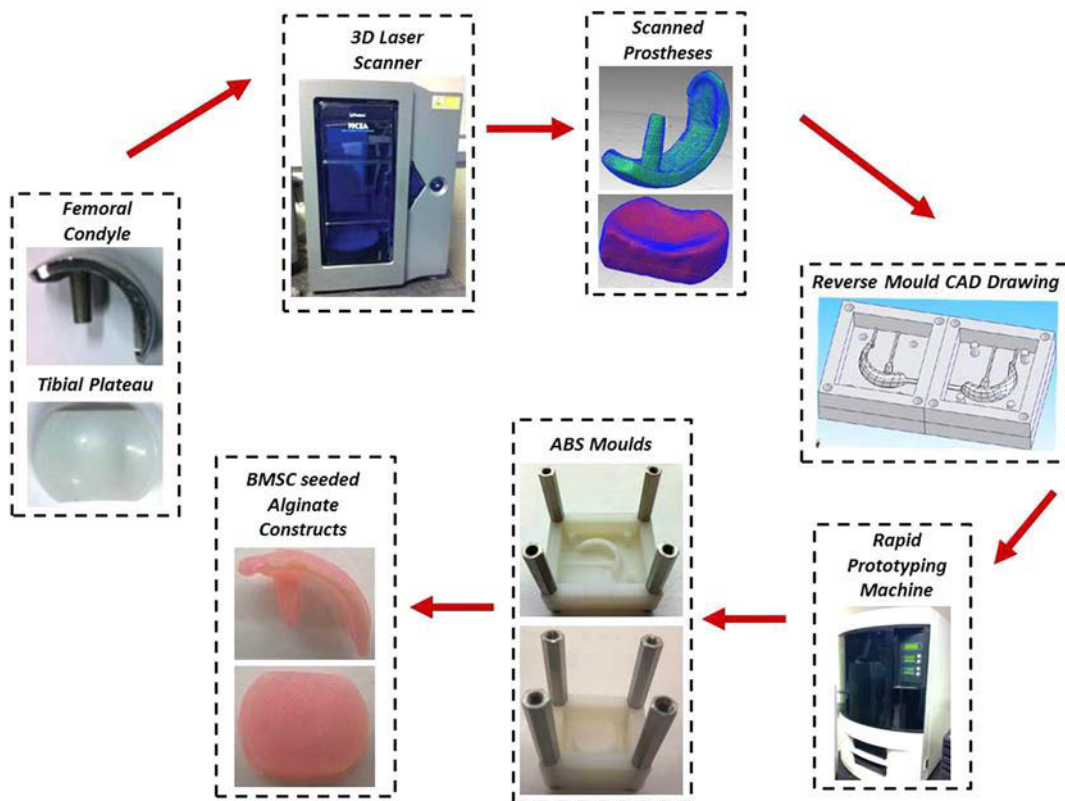 3D Laser
Scanner
Scanned
Prostheses
Femoral
Condyle
Tibial Plateau
Reverse Mould CAD Drawing
Rapid
Prototyping
Machine
ABS Moulds
BMSC seeded
Alginate
Constructs